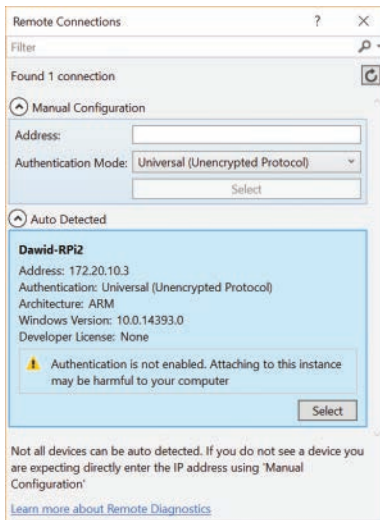 Remote Connections
Filter
Found 1 connection
Manual Configuration
Address:
Authentication Mode: Universal (Unencrypted Protocol)
Select
Auto Detected
Dawid-RPi2
Address: 172.20.10.3
Authentication: Universal (Unencrypted Protocol)
Architecture: ARM
Windows Version: 10.0.14393.0
Developer License: None
Authentication is not enabled. Attaching to this instance
may be harmful to your computer
Select
Not all devices can be auto detected. If you do not see a device you
are expecting directly enter the IP address using 'Manual
Configuration'
Learn more about Remote Diagnostics